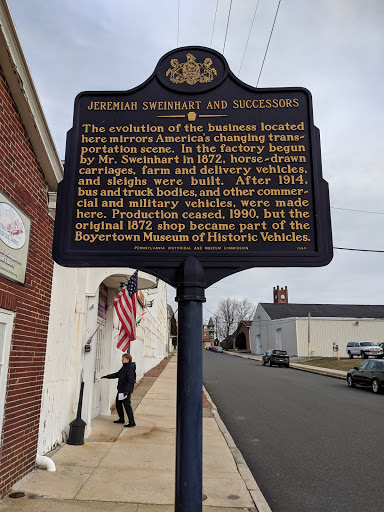 JEREMIAH SWEINHART AND SUCCESSORS
The evolution of the business located
here mirrors America's changing trans-
portation scene. In the factory begun
by Mr. Sweinhart in 1872, horse-drawn
carriages, farm and delivery vehicles,
and sleighs were built. After 1914,
bus and truck bodies, and other commer-
cial and military vehicles, were made
here. Production ceased, 1990, but the
original 1872 shop became part of the
Boyertown Museum of Historic Vehicles.
PENNSYLVANIA HISTORICAL AND MUSEUM COMMISSION